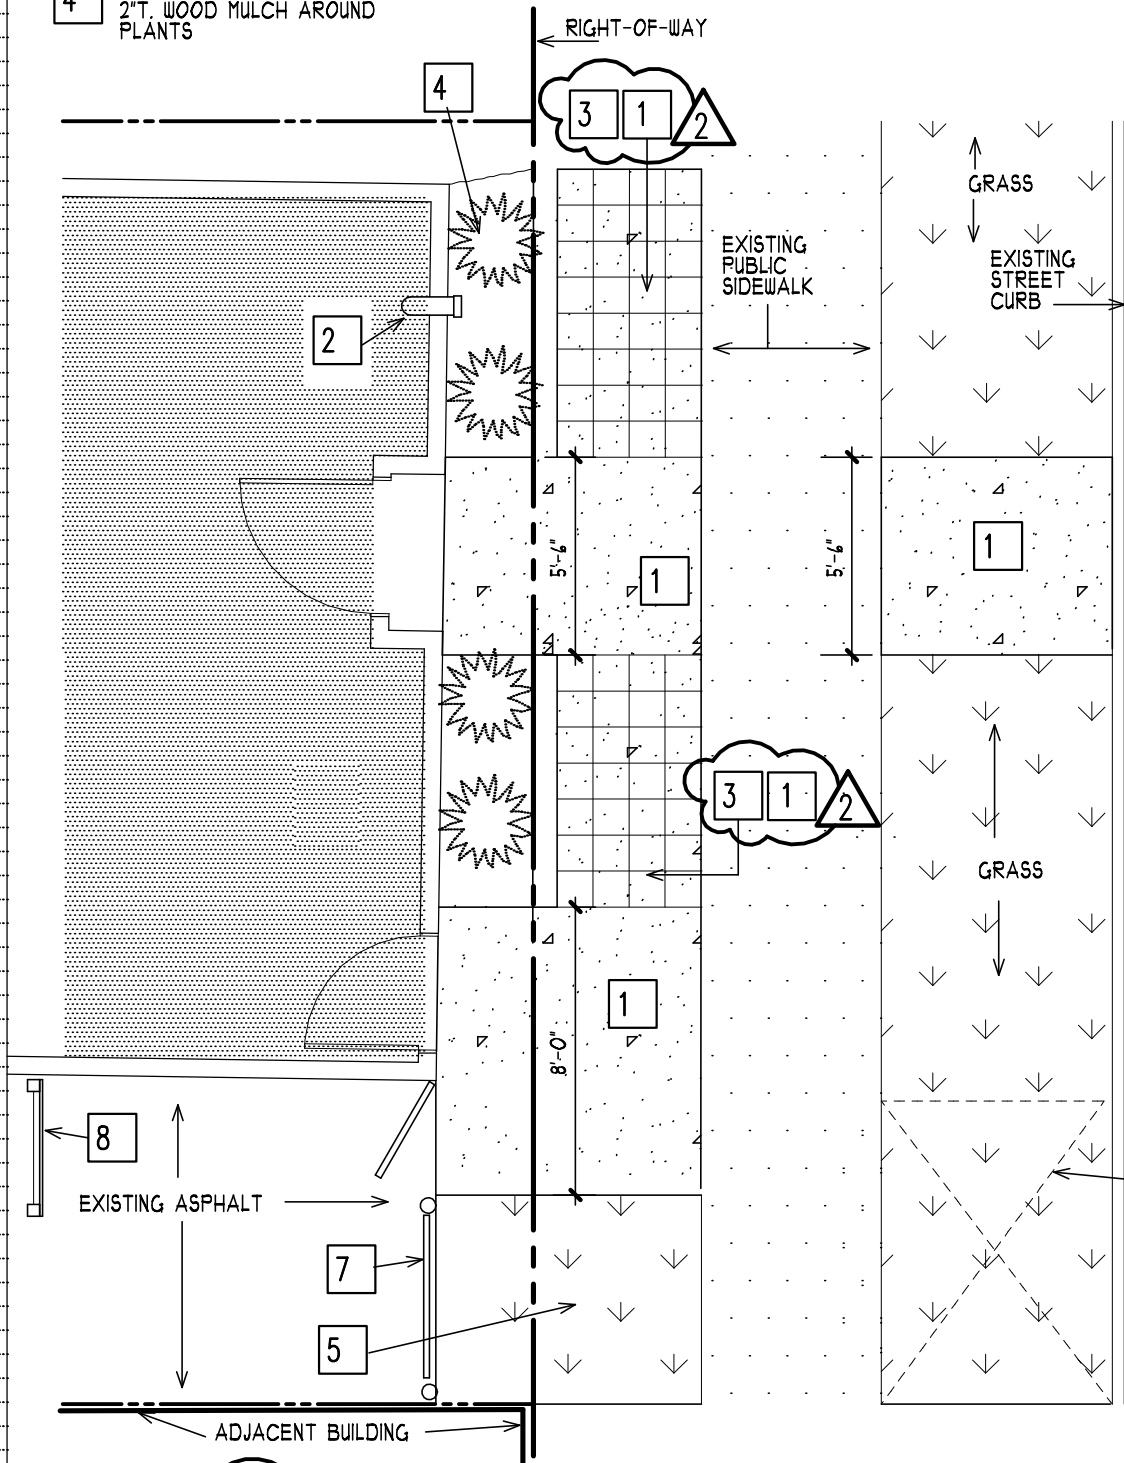 4
2"T. WOOD MULCH AROUND
PLANTS
RIGHT-OF-WAY
4
3 1 2
GRASS
EXISTING
PUBLIC
SIDEWALK
EXISTING
STREET
CURB
2
5'-6"
5'-6"
1
1
3 1 2
GRASS
1
8'-0"
8
EXISTING ASPHALT
7
5
ADJACENT BUILDING